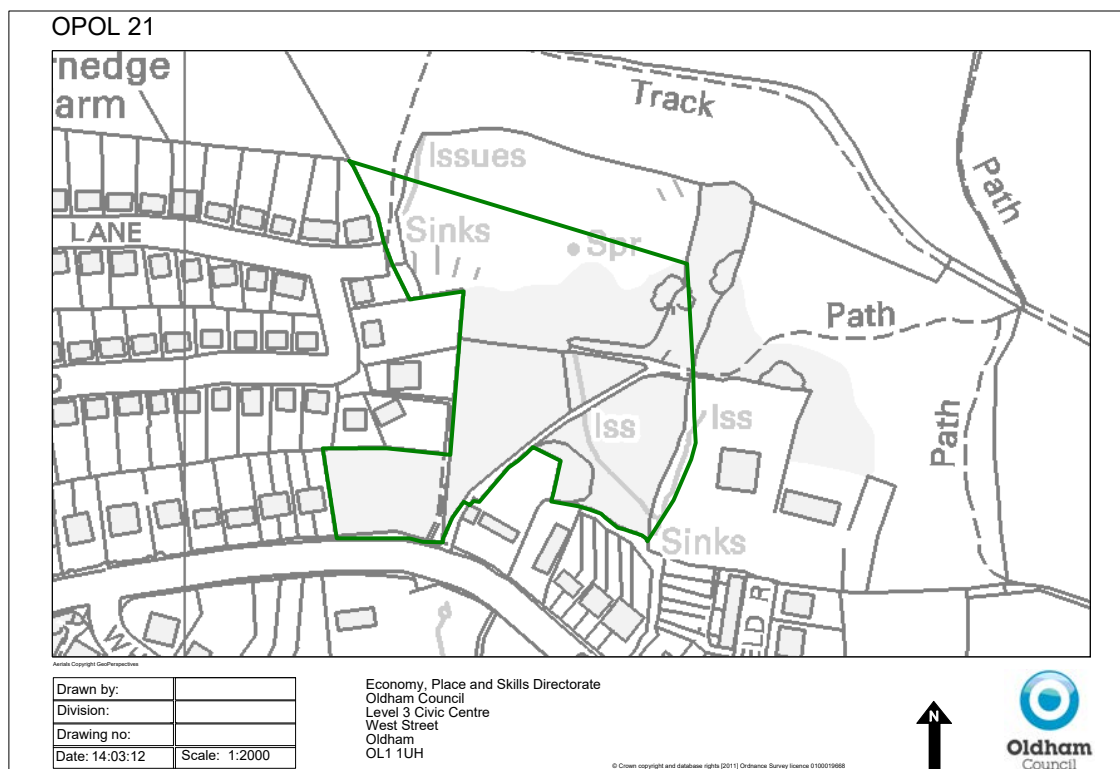 OPOL 21
rnedge
arm
Track
Issues
Path
Sinks
LANE
Spr
Path
Iss
Iss
Path
Sinks
Aerials Copyright GeoPerspectives
Drawn by:
Division:
Drawing no:
Date: 14:03:12
Scale: 1:2000
Economy, Place and Skills Directorate
Oldham Council
Level 3 Civic Centre
West Street
Oldham
OL1 1UH
© Crown copyright and database rights [2011] Ordnance Survey licence 0100019668
N
Oldham
Council